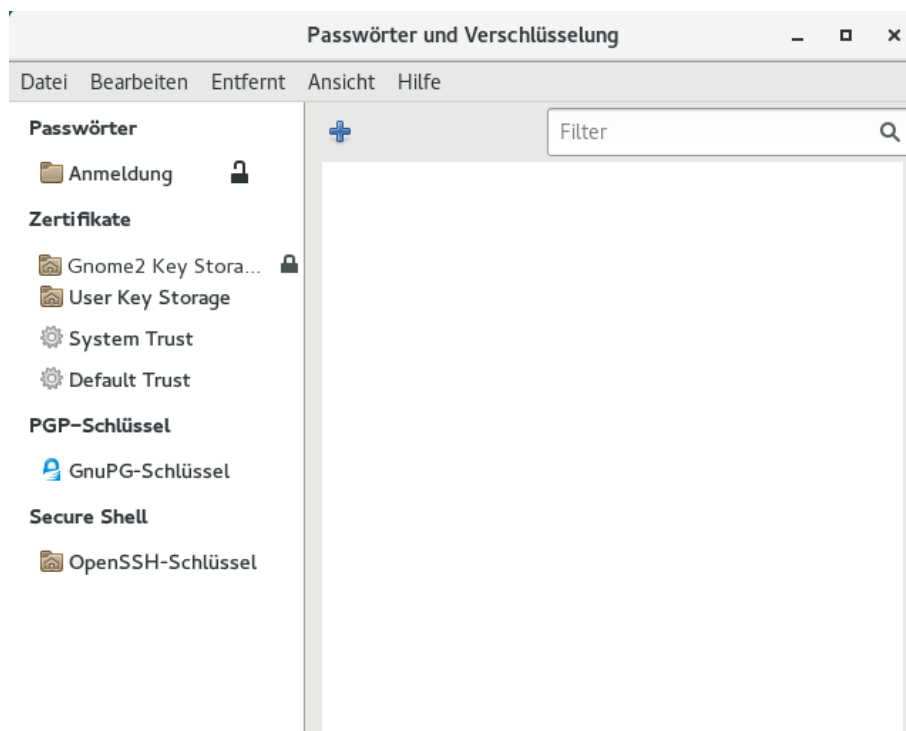 Passwörter und Verschlüsselung
Datei Bearbeiten Entfernt Ansicht Hilfe
Passwörter
Filter
Anmeldung
Zertifikate
Gnome2 Key Stora...
User Key Storage
System Trust
Default Trust
PGP-Schlüssel
GnuPG-Schlüssel
Secure Shell
OpenSSH-Schlüssel